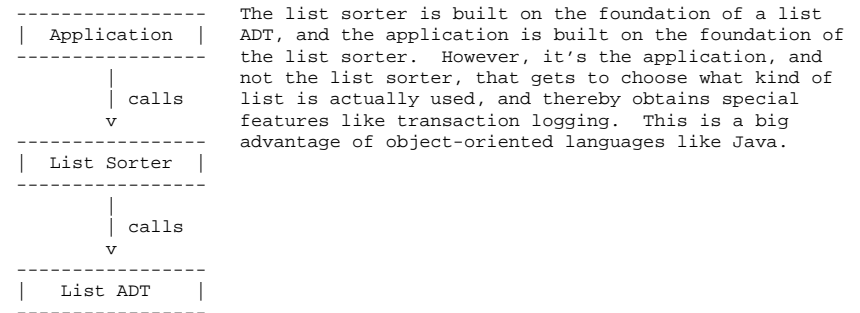 -----------------
| Application |
-----------------
|
| calls
v
-----------------
| List Sorter |
-----------------
|
| calls
v
-----------------
| List ADT |
-----------------
The list sorter is built on the foundation of a list
ADT, and the application is built on the foundation of
the list sorter.  However, it's the application, and
not the list sorter, that gets to choose what kind of
list is actually used, and thereby obtains special
features like transaction logging.  This is a big
advantage of object-oriented languages like Java.